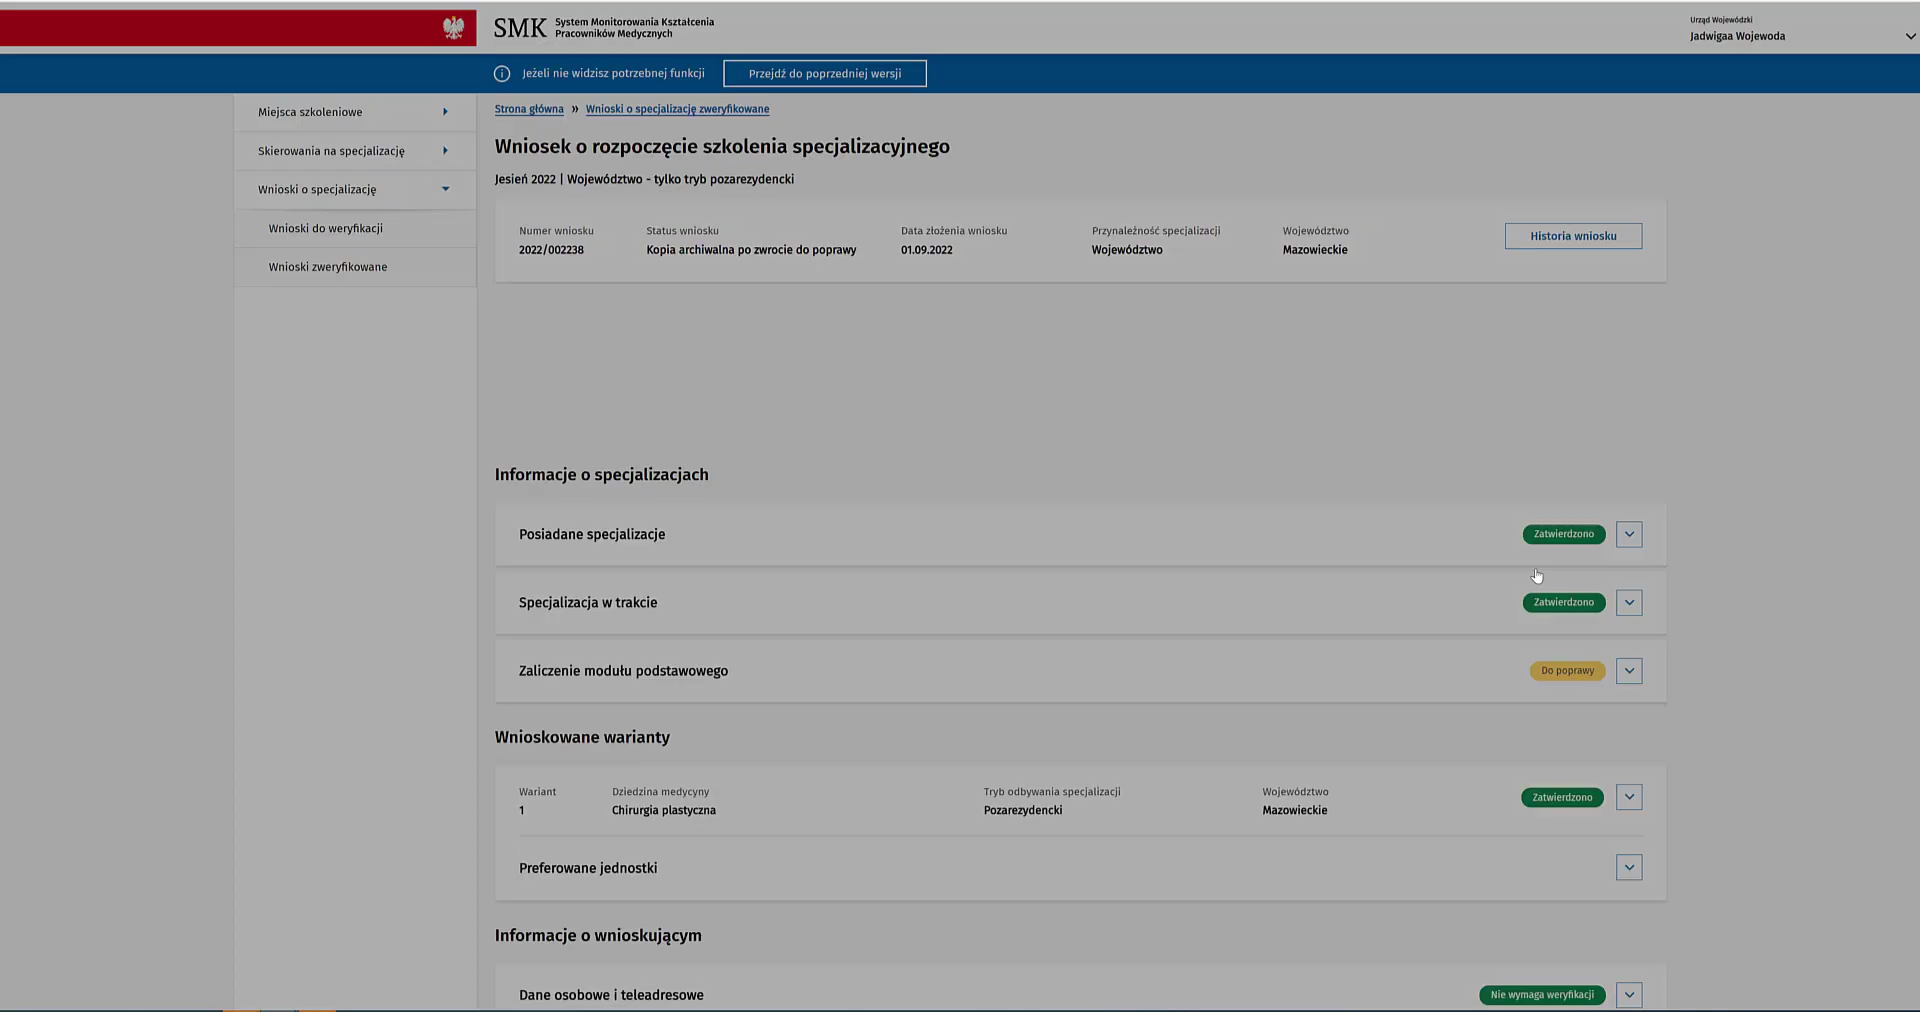 SMK System Monitorowania Kształcenia
Pracowników Medycznych
Urząd Wojewódzki
Jadwigaa Wojewoda
Jeżeli nie widzisz potrzebnej funkcji
Przejdź do poprzedniej wersji
Miejsca szkoleniowe
Skierowania na specjalizację
Wnioski o specjalizację
Wnioski do weryfikacji
Wnioski zweryfikowane
Strona główna » Wnioski o specjalizację zweryfikowane
Wniosek o rozpoczęcie szkolenia specjalizacyjnego
Jesień 2022 | Województwo - tylko tryb pozarezydencki
Numer wniosku Status wniosku Data złożenia wniosku Przynależność specjalizacji Województwo
2022/002238 Kopia archiwalna po zwrocie do poprawy 01.09.2022 Województwo Mazowieckie
Historia wniosku
Informacje o specjalizacjach
Posiadane specjalizacje Zatwierdzono
Specjalizacja w trakcie Zatwierdzono
Zaliczenie modułu podstawowego Do poprawy
Wnioskowane warianty
Wariant Dziedzina medycyny Tryb odbywania specjalizacji Województwo
1 Chirurgia plastyczna Pozarezydencki Mazowieckie
Zatwierdzono
Preferowane jednostki
Informacje o wnioskującym
Dane osobowe i teleadresowe Nie wymaga weryfikacji